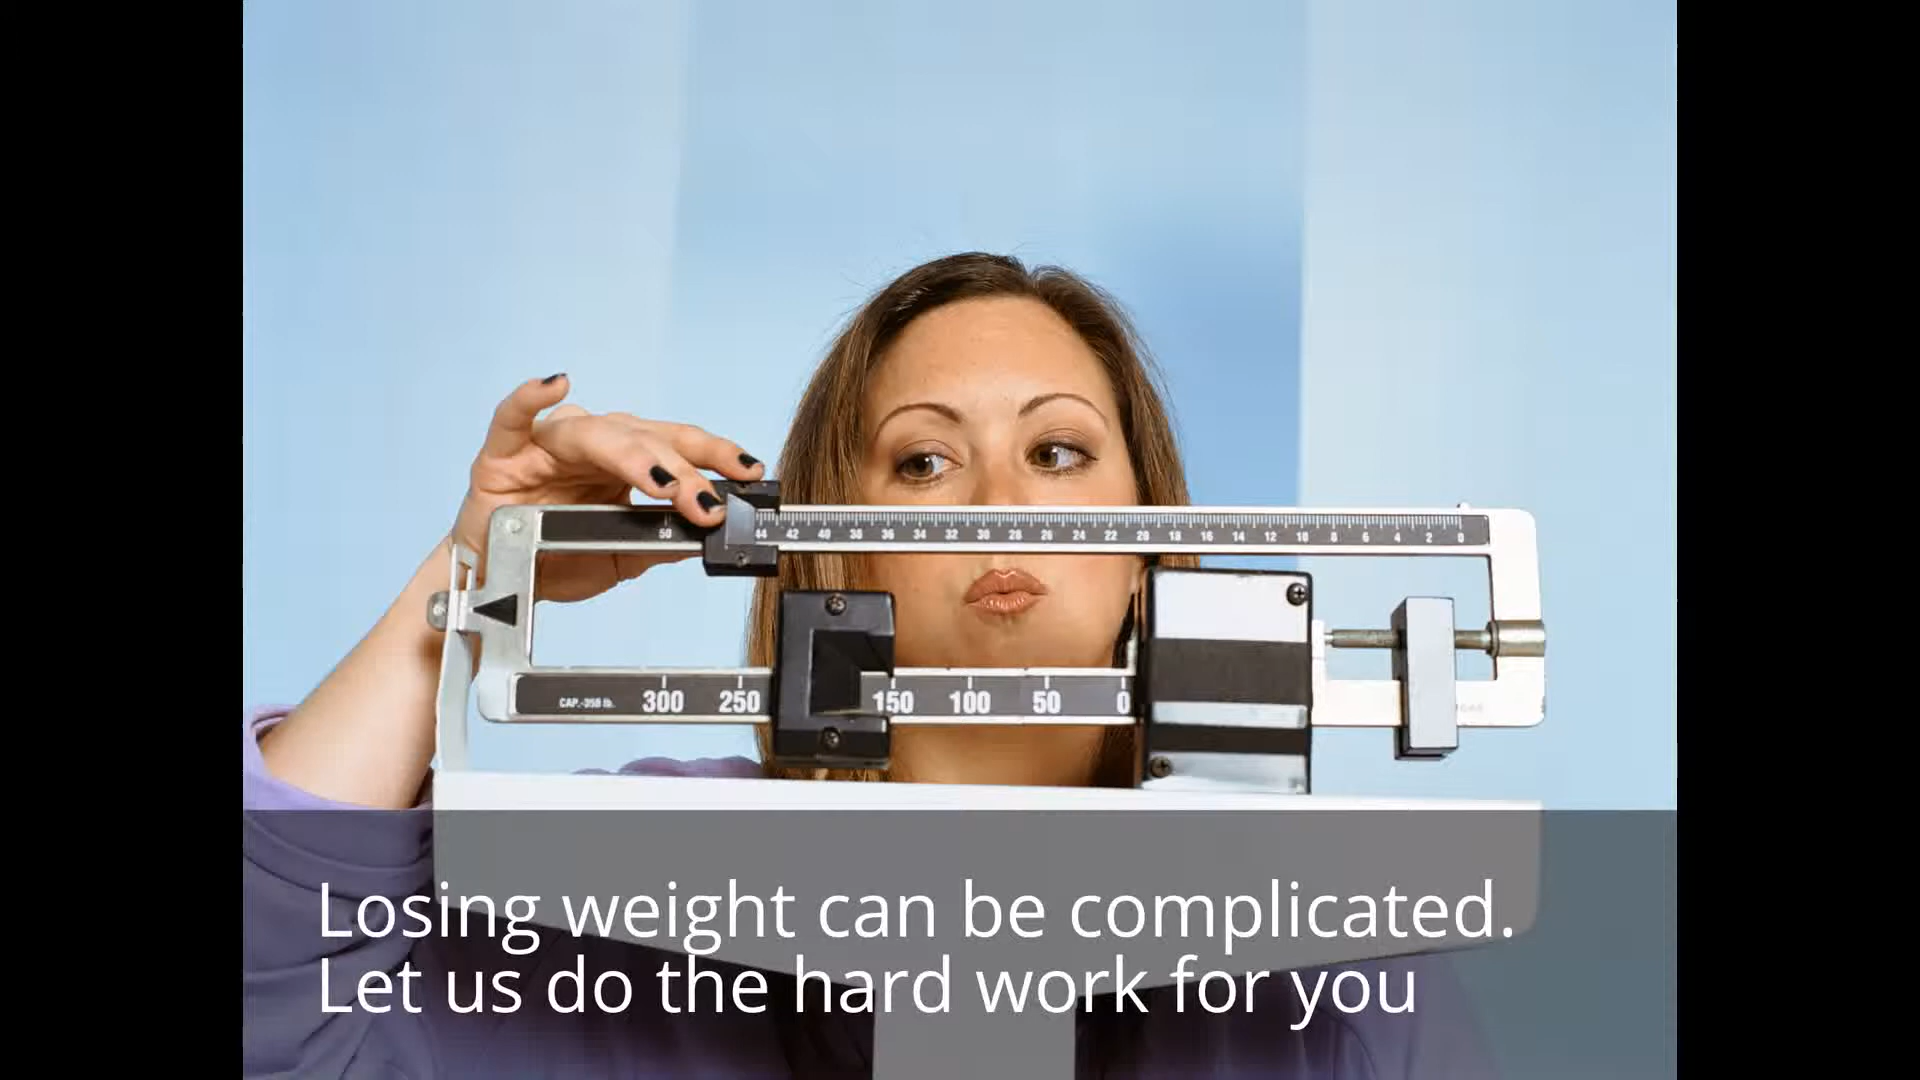 50 44 42 40 38 36 34 32 30 28 26 24 22 20 18 16 14 12 10 8 6 4 2 0
CAP.-350 lb. 300 250 150 100 50 0
Losing weight can be complicated.
Let us do the hard work for you